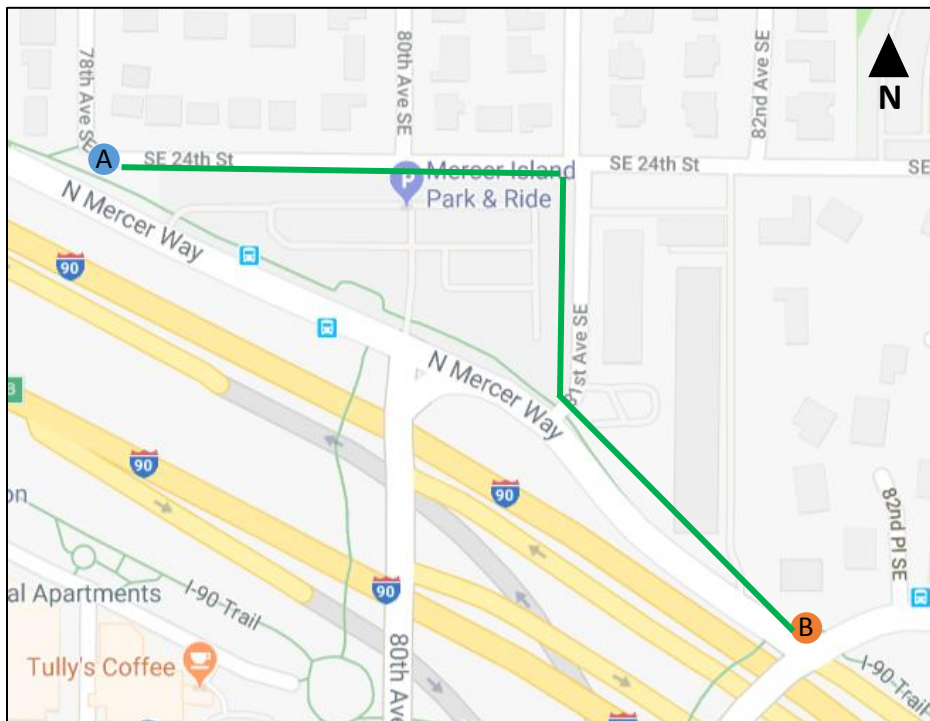 78th Ave SE
80th Ave SE
82nd Ave SE
N
A
SE 24th St
SE 24th St
SE
P
Mercer Island
Park & Ride
N Mercer Way
90
81st Ave SE
N Mercer Way
3
90
90
82nd Pl SE
on
90
I-90-Trail
al Apartments
B
80th Ave
I-90-Trail
Tully's Coffee
90